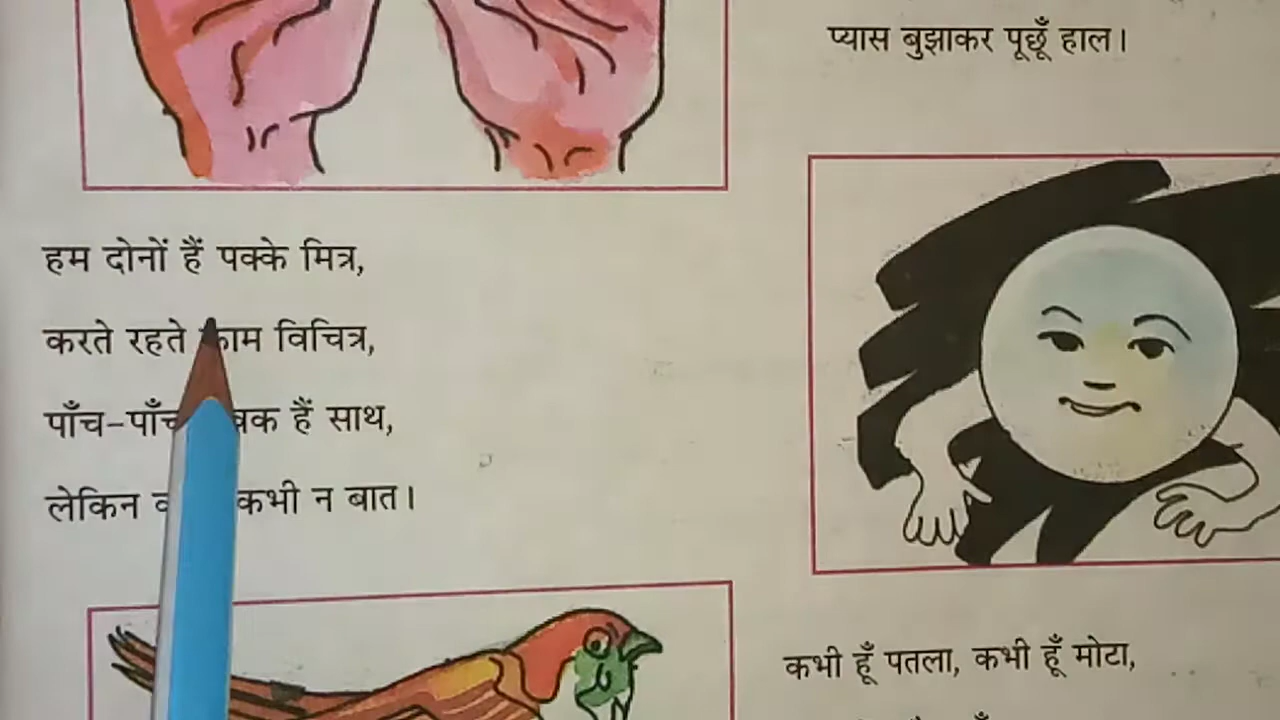 प्यास बुझाकर पूछूँ हाल।
हम दोनों हैं पक्के मित्र,
करते रहते काम विचित्र,
पाँच-पाँच हैं साथ,
लेकिन कभी न बात।
कभी हूँ पतला, कभी हूँ मोटा,